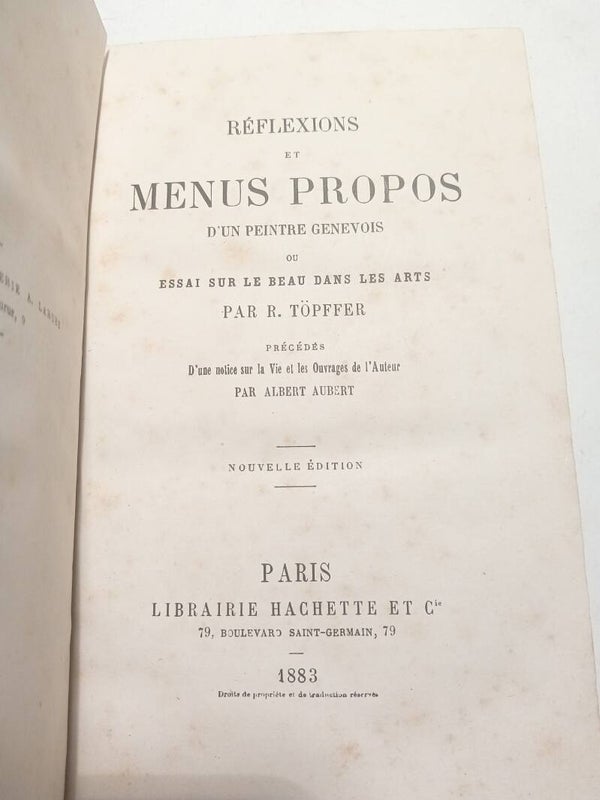 RÉFLEXIONS
ET
MENUS PROPOS
D'UN PEINTRE GENEVOIS
OU
ESSAI SUR LE BEAU DANS LES ARTS
PAR R. TÖPFFER
PRÉCÉDÉS
D'une notice sur la Vie et les Ouvrages de l'Auteur
PAR ALBERT AUBERT
NOUVELLE ÉDITION
PARIS
LIBRAIRIE HACHETTE ET Cie
79, BOULEVARD SAINT-GERMAIN, 79
1883
Droits de propriété et de traduction réservés